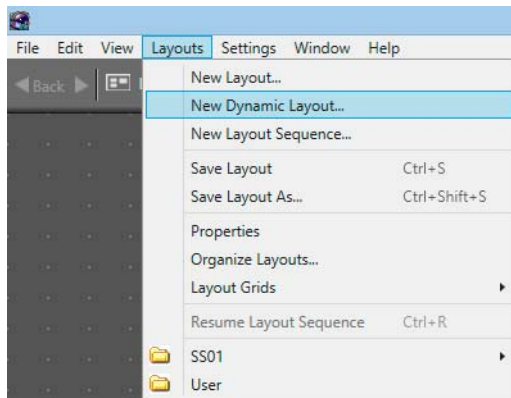 File Edit View Layouts Settings Window Help
Back
New Layout...
New Dynamic Layout...
New Layout Sequence...
Save Layout Ctrl+S
Save Layout As... Ctrl+Shift+S
Properties
Organize Layouts...
Layout Grids
Resume Layout Sequence Ctrl+R
SS01
User